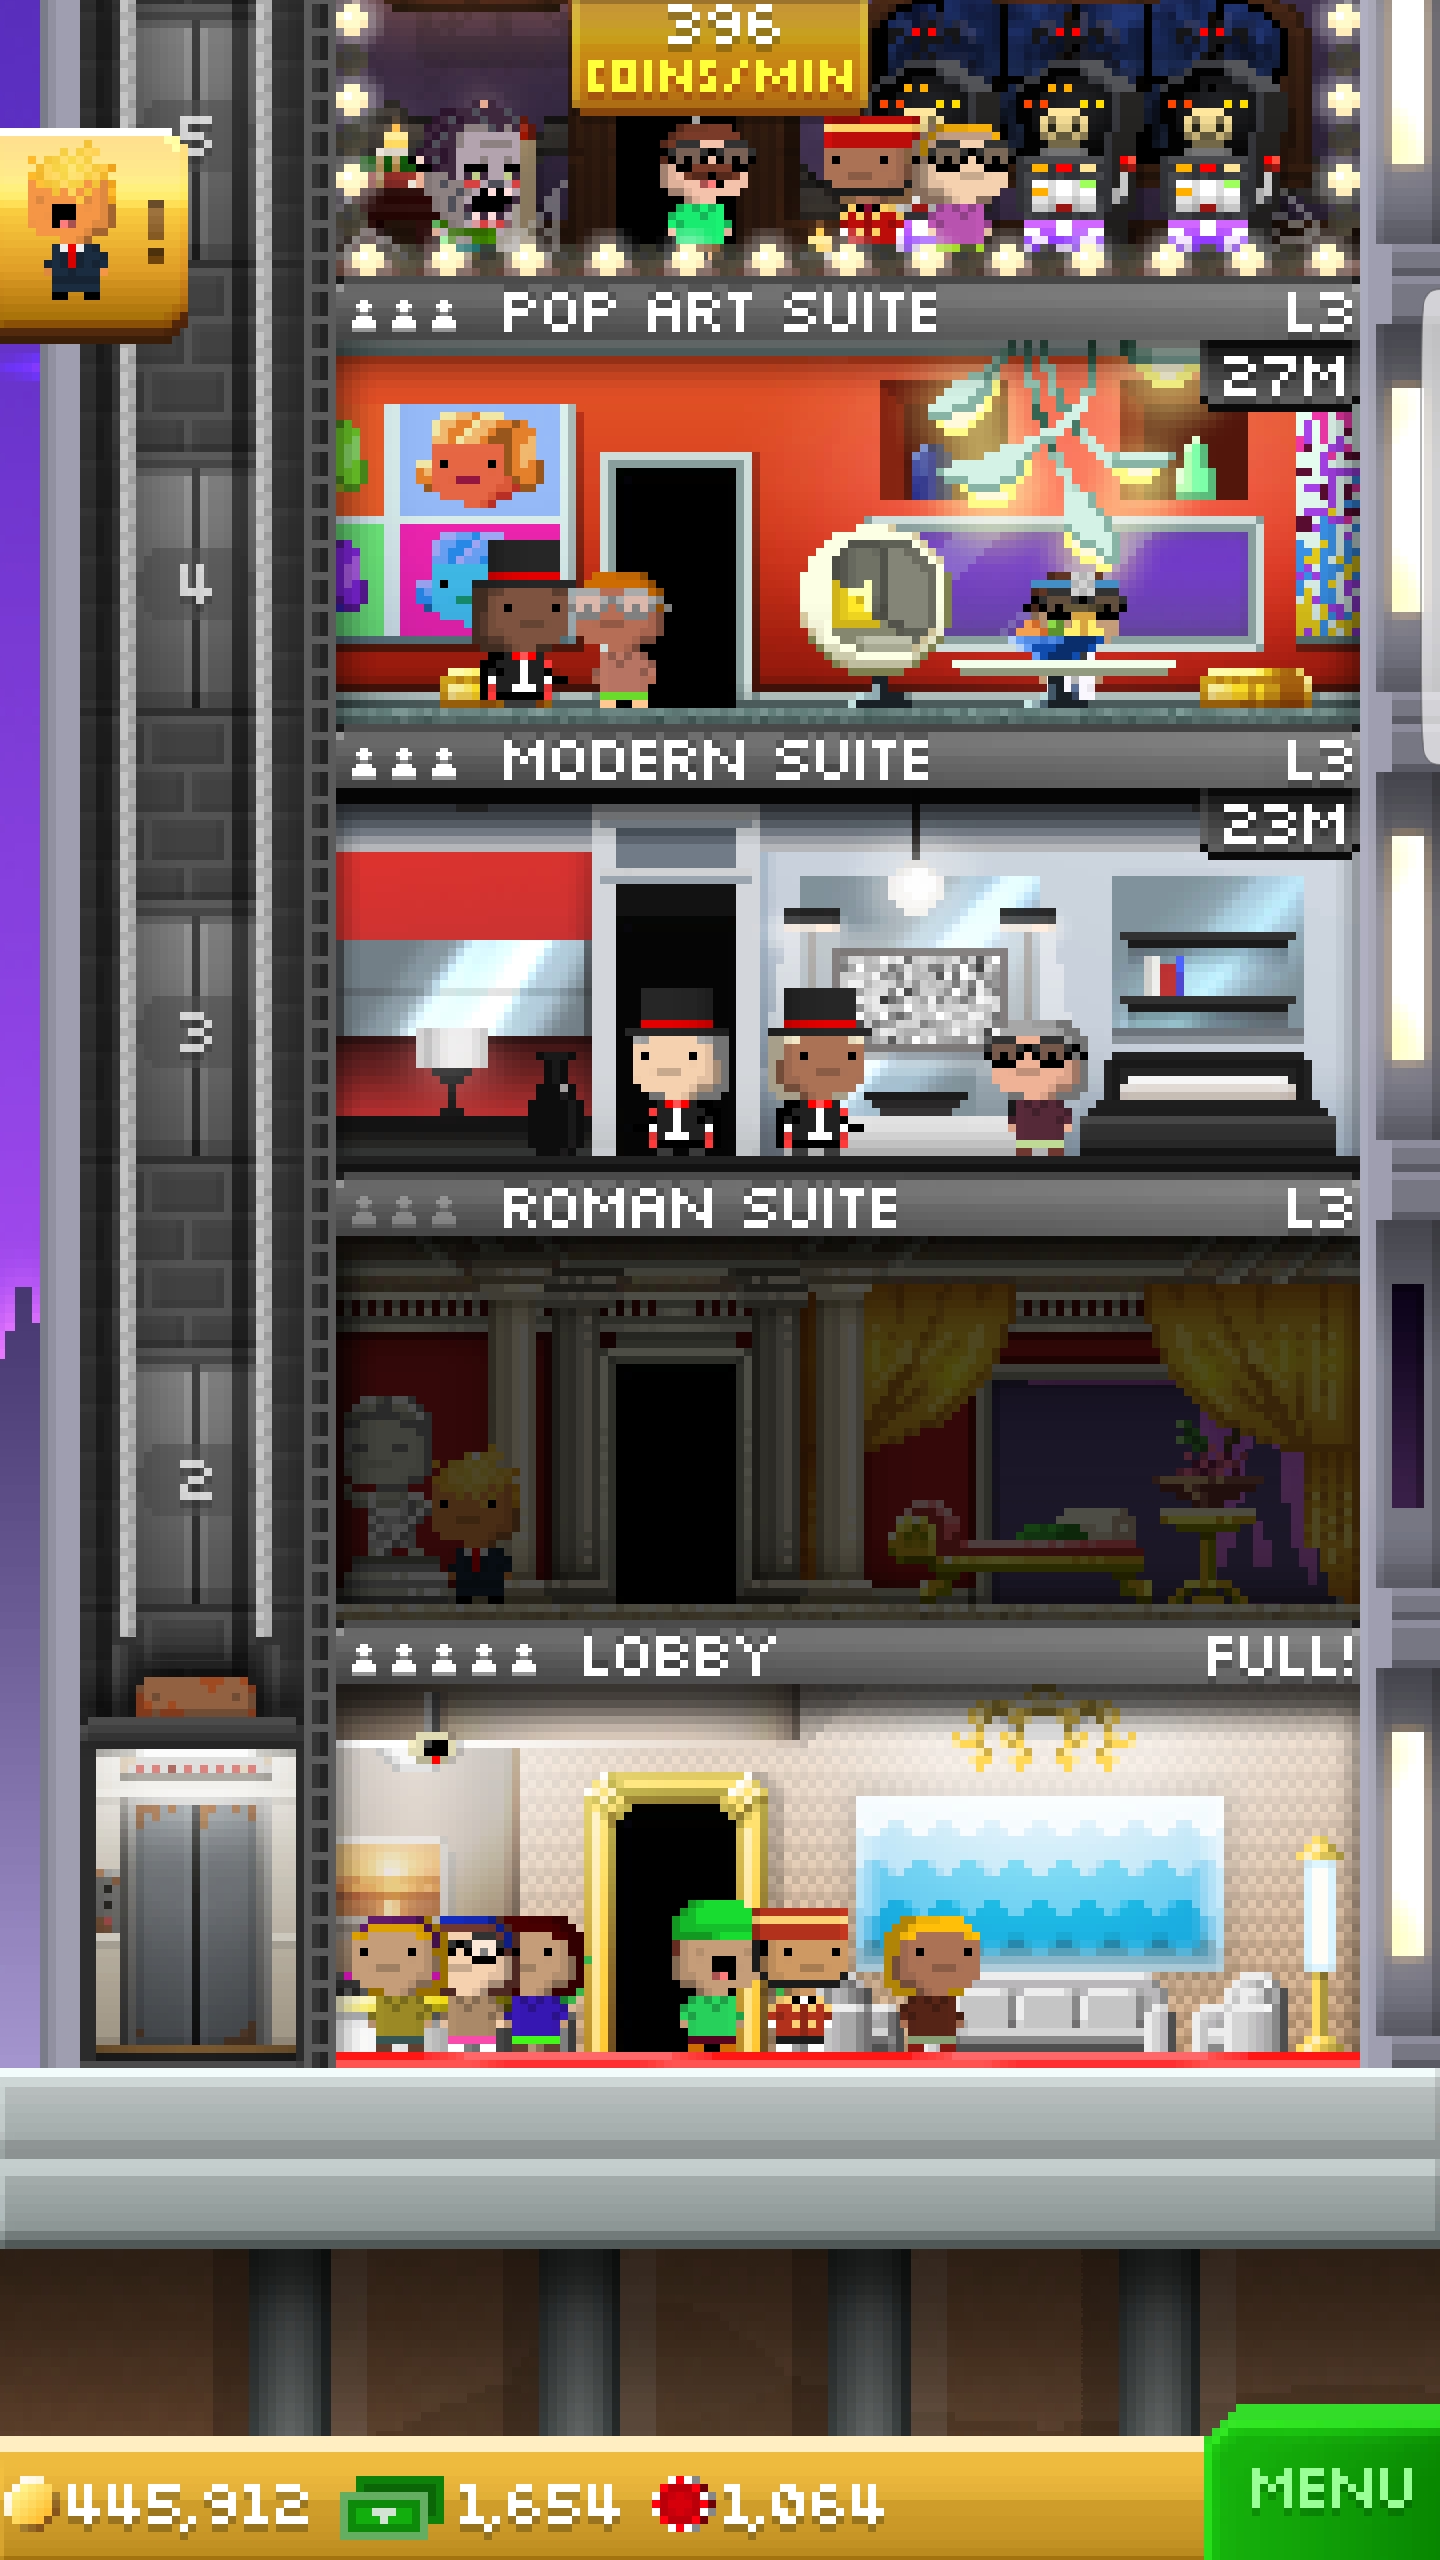 396
COINS/MIN
5
!
POP ART SUITE L3
27M
4
MODERN SUITE L3
23M
3
ROMAN SUITE L3
2
LOBBY FULL!
445,912 1,654 1,064
MENU